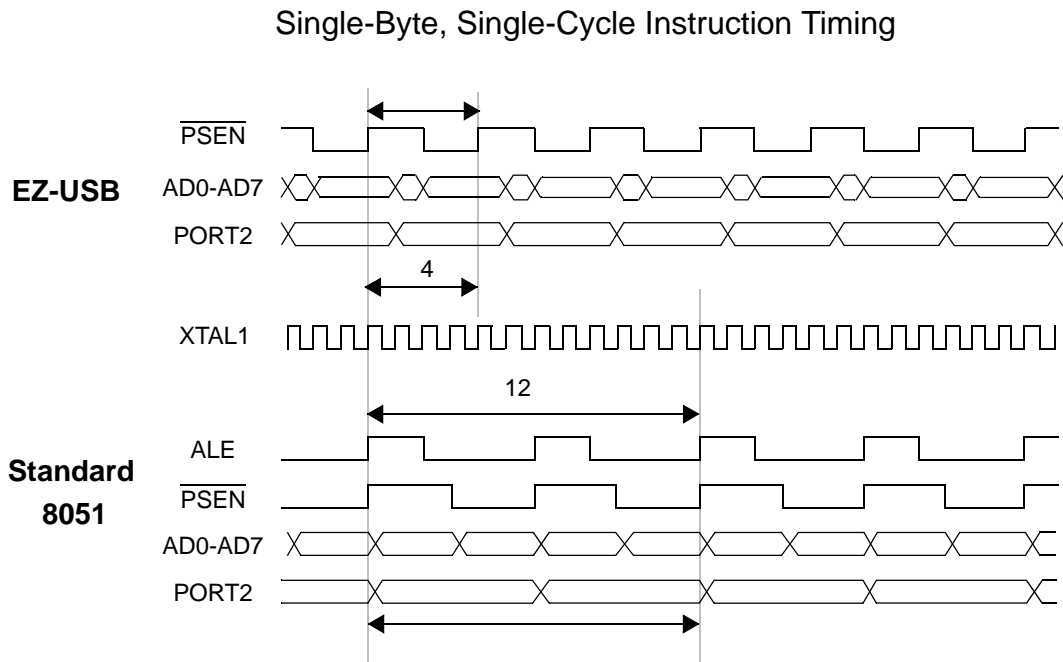 Single-Byte, Single-Cycle Instruction Timing
PSEN
EZ-USB
AD0-AD7
PORT2
4
XTAL1
12
ALE
Standard
8051
PSEN
AD0-AD7
PORT2